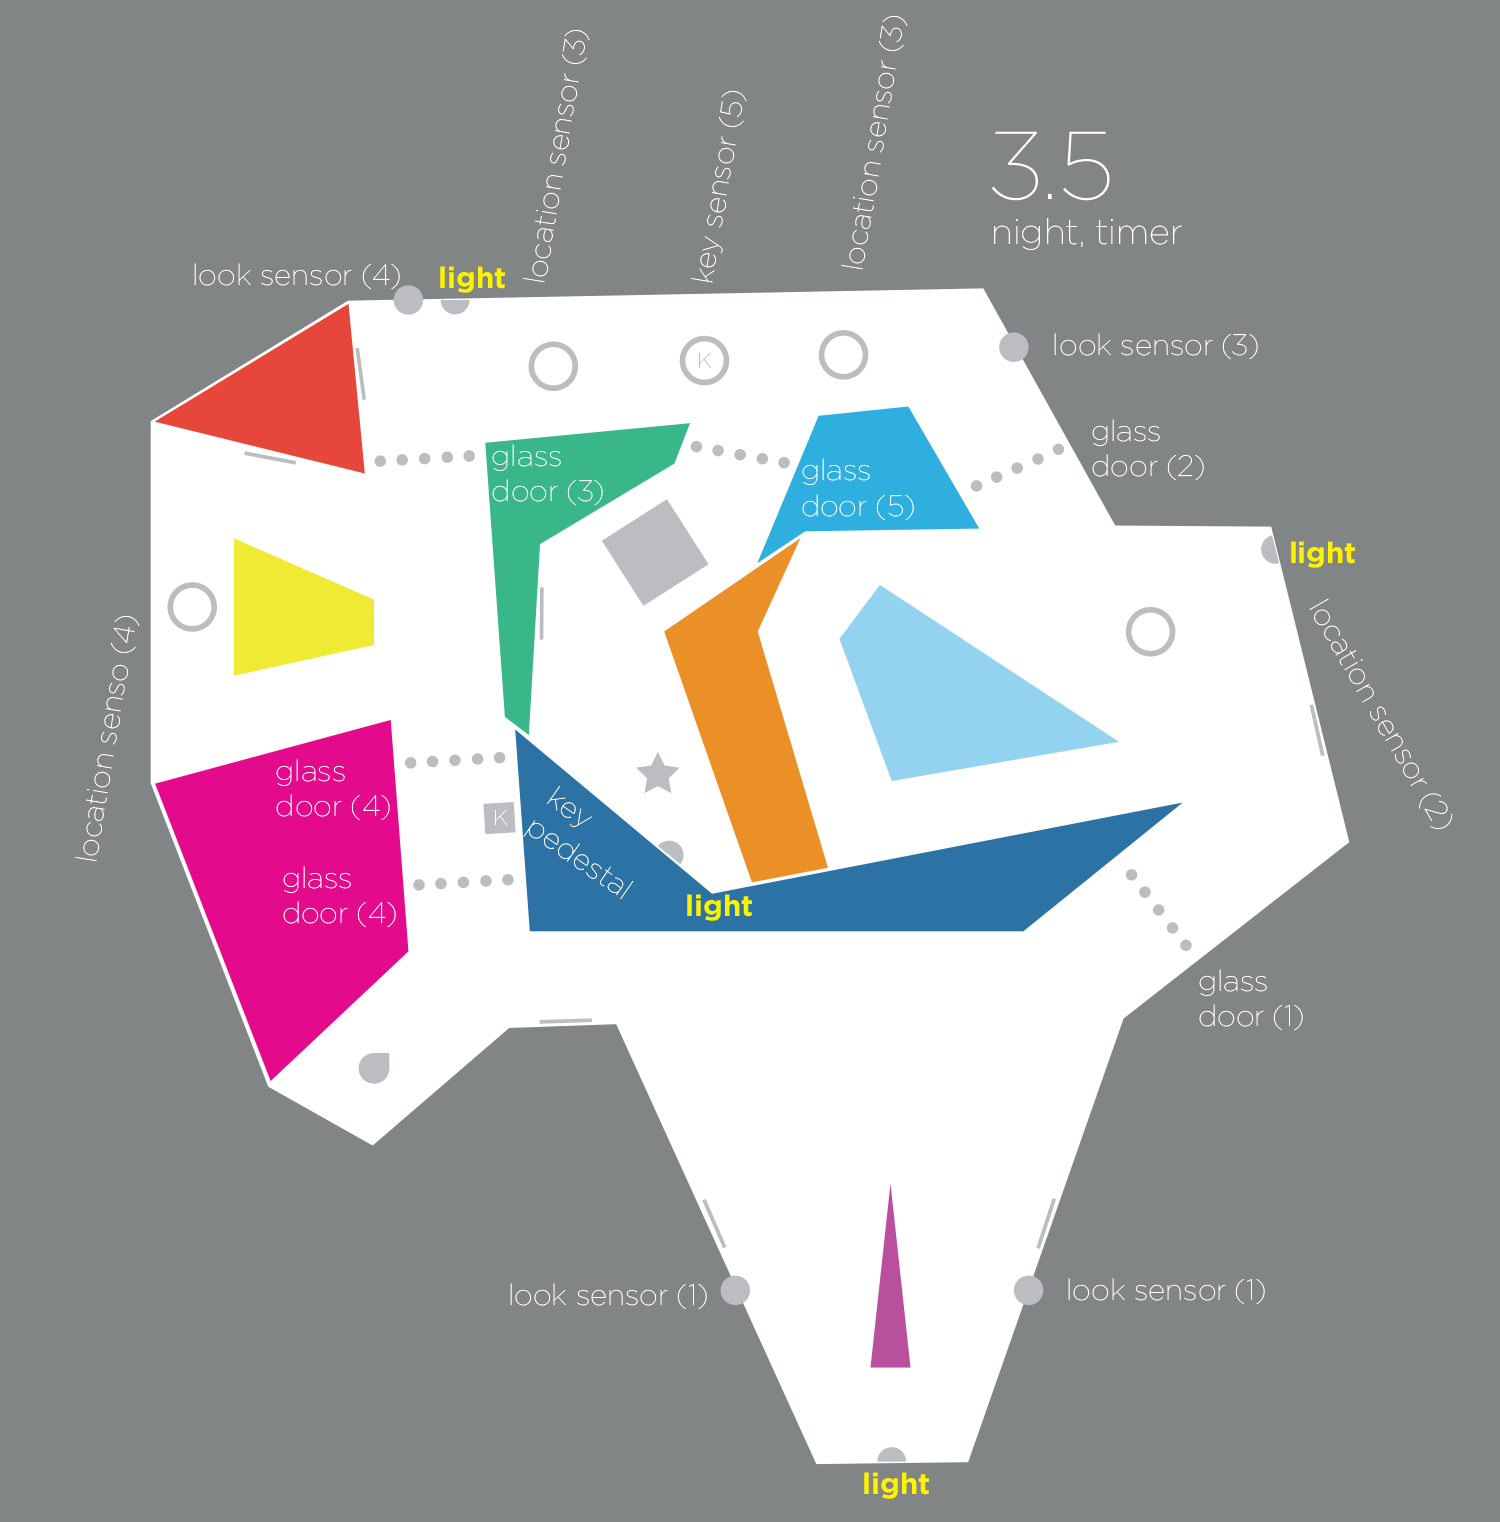 location sensor (3)
key sensor (5)
location sensor (3)
3.5
night, timer
look sensor (4)
light
look sensor (3)
glass
door (2)
glass
door (3)
glass
door (5)
light
location sensor (2)
location senso (4)
K
glass
door (4)
K
key
pedestal
glass
door (4)
light
glass
door (1)
look sensor (1)
look sensor (1)
light